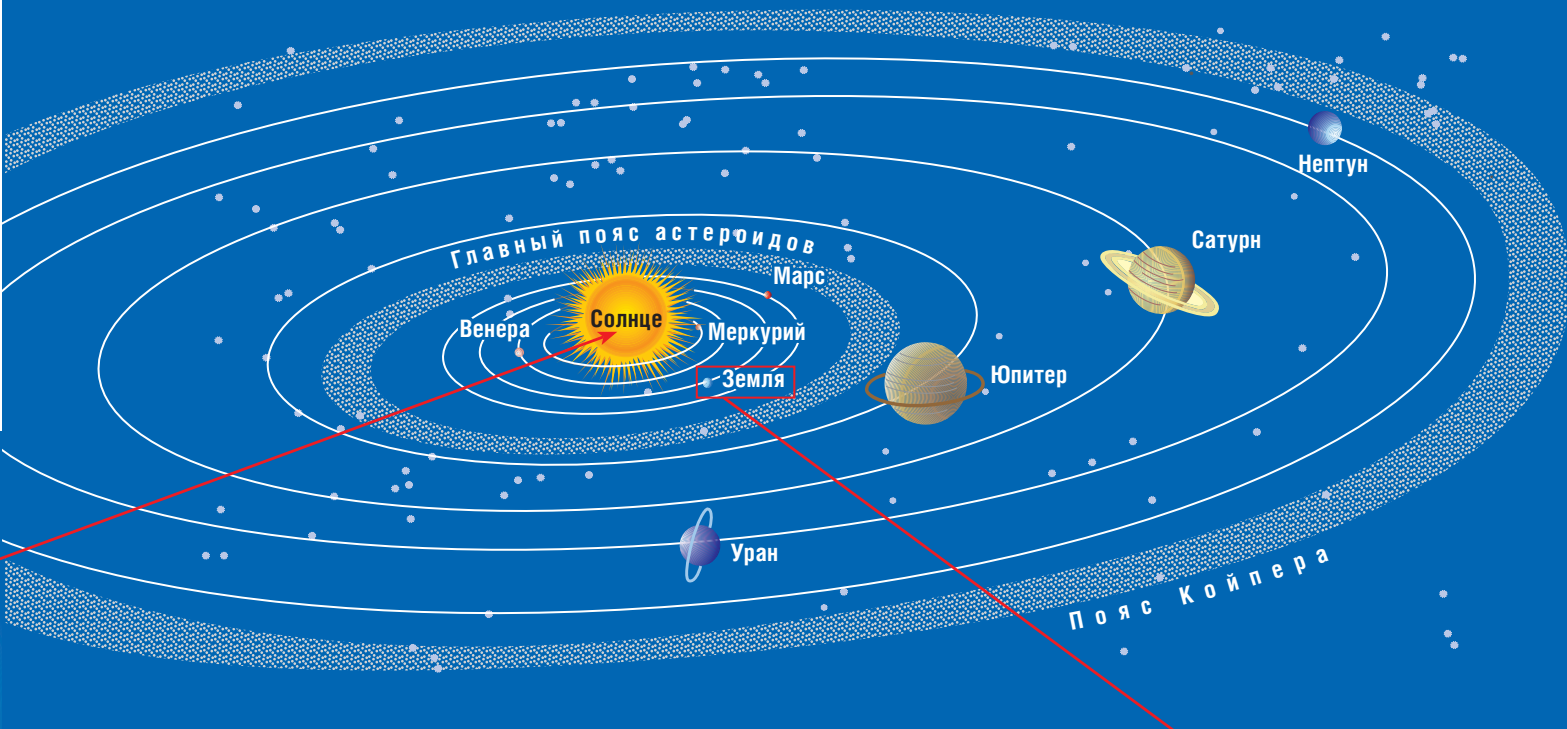 Нептун
Главный пояс астероидов
Сатурн
Марс
Солнце
Венера
Меркурий
Земля
Юпитер
Уран
Пояс Койпера